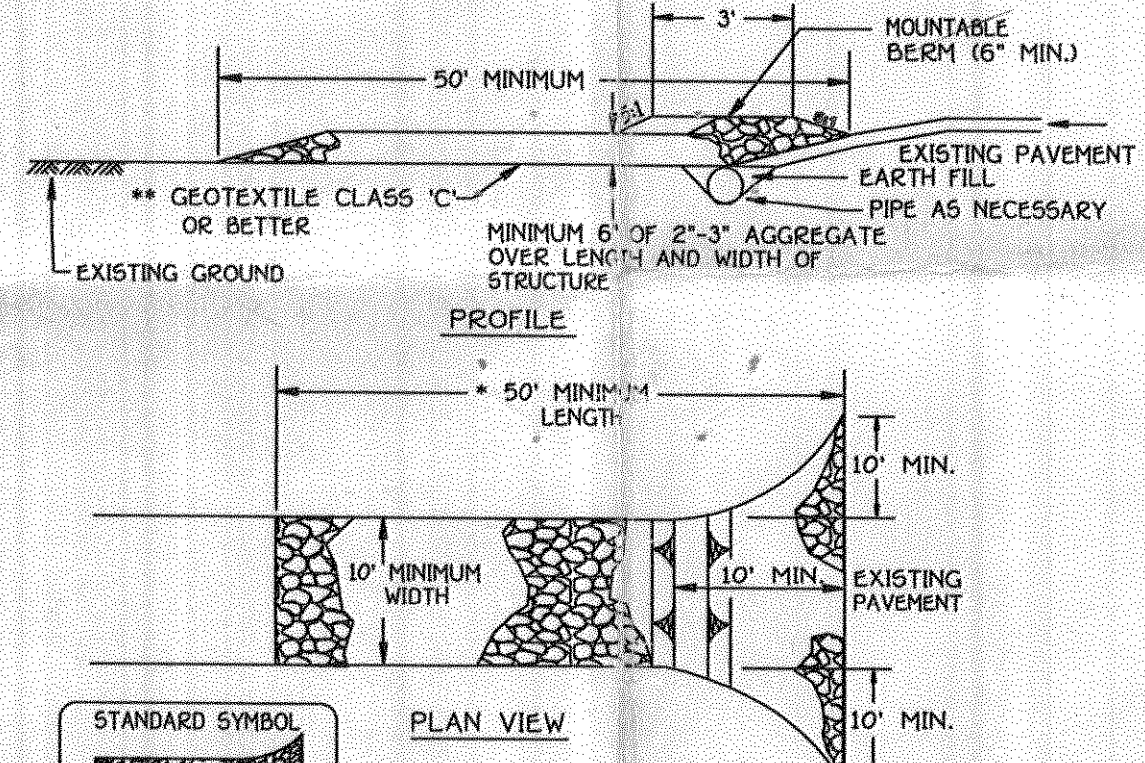 3'
MOUNTABLE
BERM (6" MIN.)
50' MINIMUM
EXISTING PAVEMENT
** GEOTEXTILE CLASS 'C'
OR BETTER
EARTH FILL
PIPE AS NECESSARY
MINIMUM 6' OF 2"-3" AGGREGATE
OVER LENGTH AND WIDTH OF
STRUCTURE
EXISTING GROUND
PROFILE
* 50' MINIMUM
LENGTH
10' MIN.
10' MINIMUM
WIDTH
10' MIN.
EXISTING
PAVEMENT
STANDARD SYMBOL
PLAN VIEW
10' MIN.